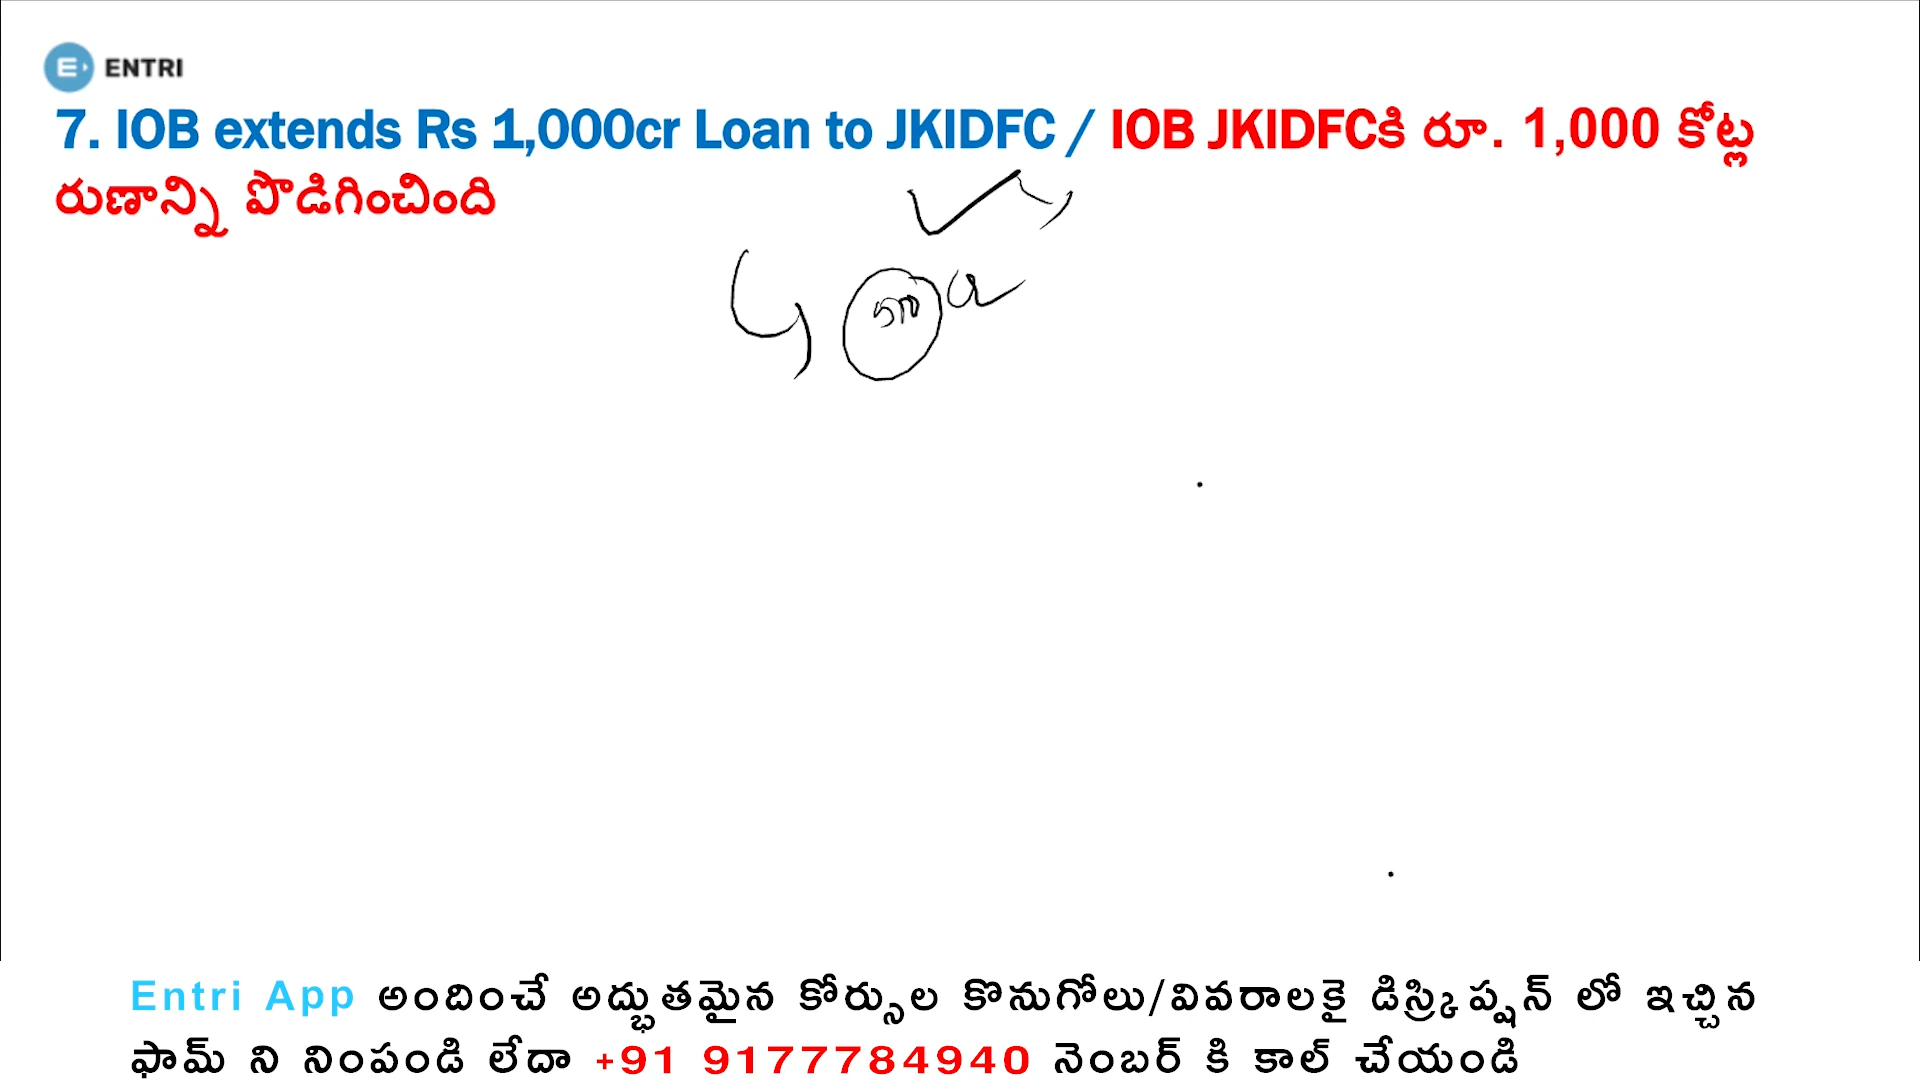 ENTRI
7. IOB extends Rs 1,000cr Loan to JKIDFC / IOB JKIDFCకి రూ. 1,000 కోట్ల
రుణాన్ని పొడిగించింది
Entri App అందించే అద్భుతమైన కోర్సుల కొనుగోలు/వివరాలకై డిస్క్రిప్షన్ లో ఇచ్చిన
ఫామ్ ని నింపండి లేదా +91 9177784940 నెంబర్ కి కాల్ చేయండి